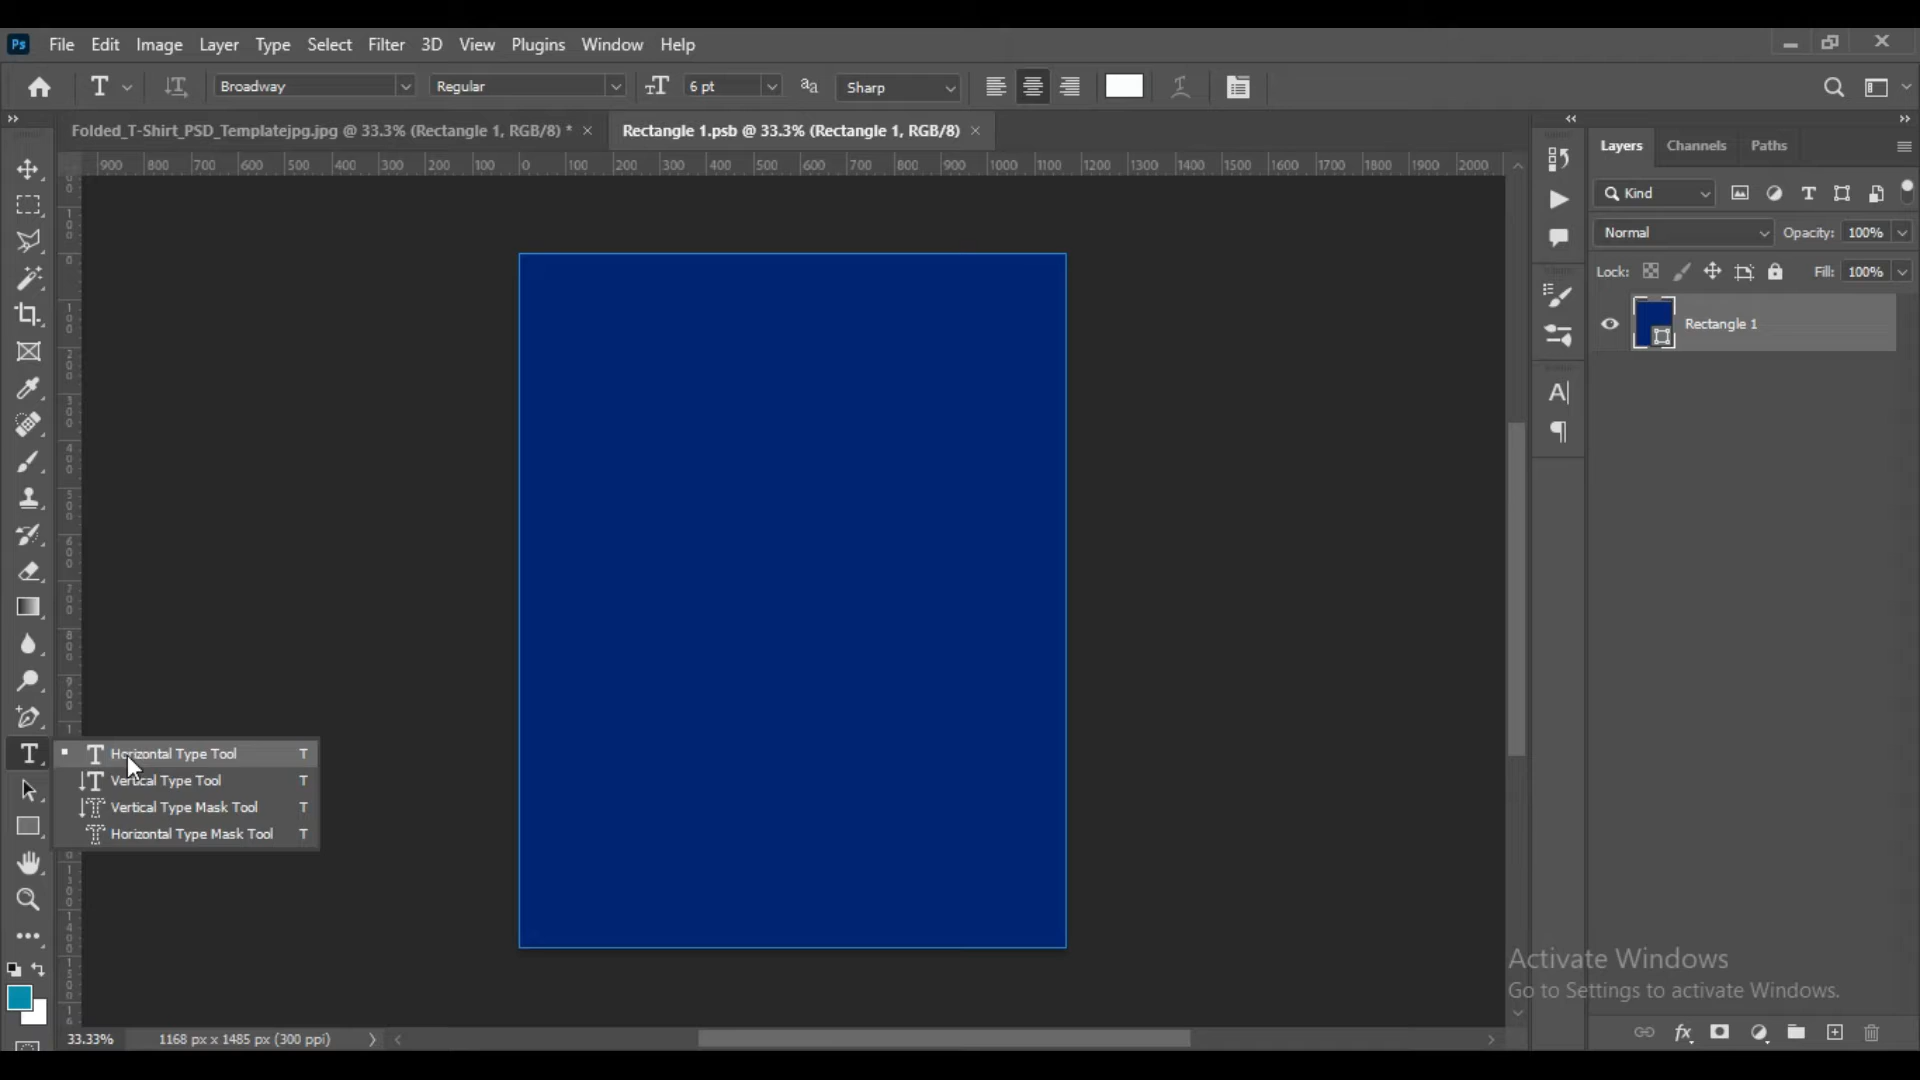 Ps File Edit Image Layer Type Select Filter 3D View Plugins Window Help
T Broadway Regular 6 pt aa Sharp
Folded_T-Shirt_PSD_Templatejpg.jpg @ 33.3% (Rectangle 1, RGB/8) * Rectangle 1.psb @ 33.3% (Rectangle 1, RGB/8)
900 800 700 600 500 400 300 200 100 0 100 200 300 400 500 600 700 800 900 1000 1100 1200 1300 1400 1500 1600 1700 1800 1900 2000
Layers Channels Paths
Kind
Normal Opacity: 100%
Lock: Fill: 100%
Rectangle 1
Horizontal Type Tool T
Vertical Type Tool T
Vertical Type Mask Tool T
Horizontal Type Mask Tool T
Activate Windows
Go to Settings to activate Windows.
33.33% 1168 px x 1485 px (300 ppi)